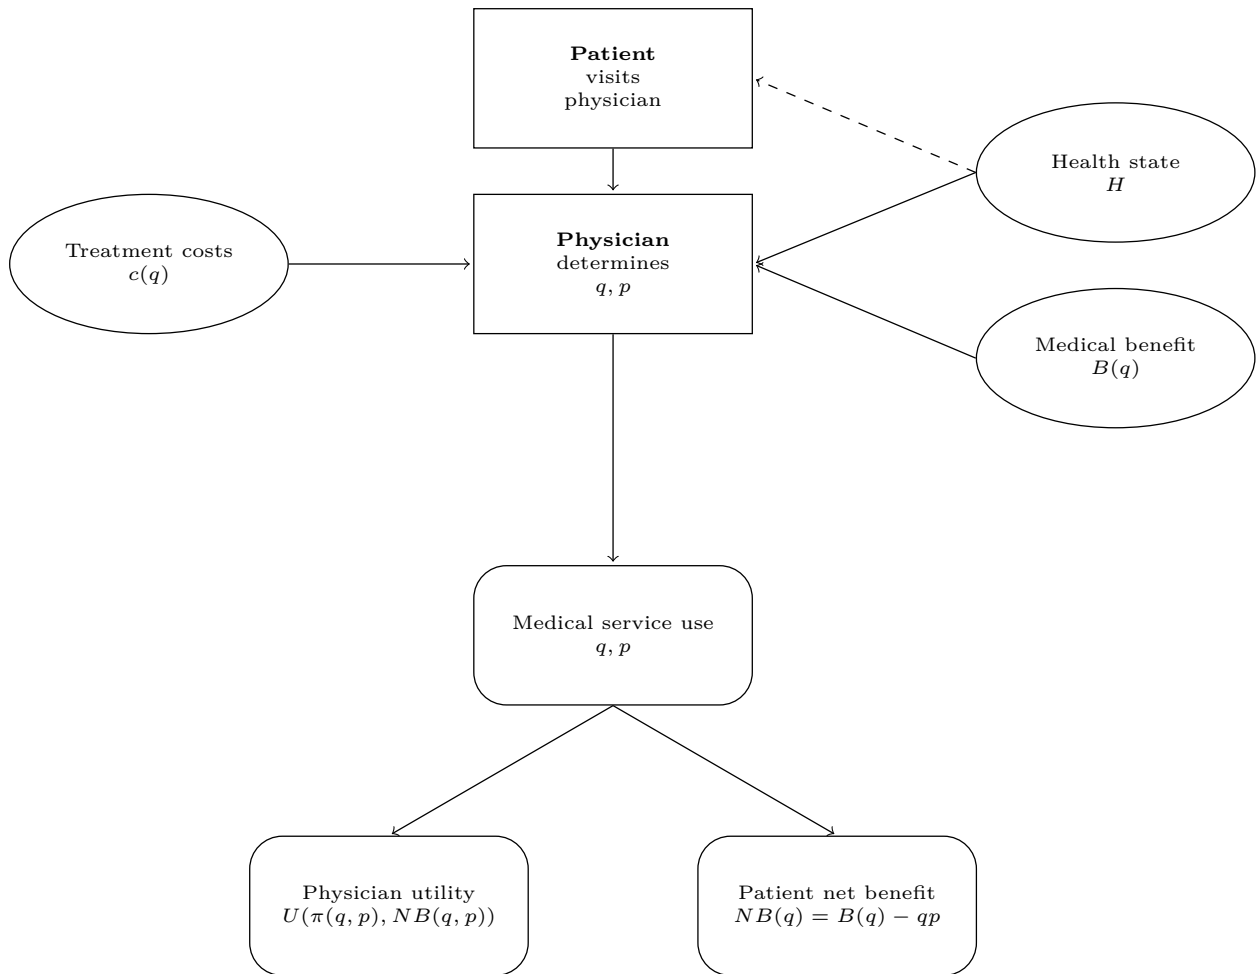 Patient
visits
physician
Health state
H
Treatment costs
c(q)
Physician
determines
q, p
Medical benefit
B(q)
Medical service use
q, p
Physician utility
U(π(q, p), NB(q, p))
Patient net benefit
NB(q) = B(q) − qp